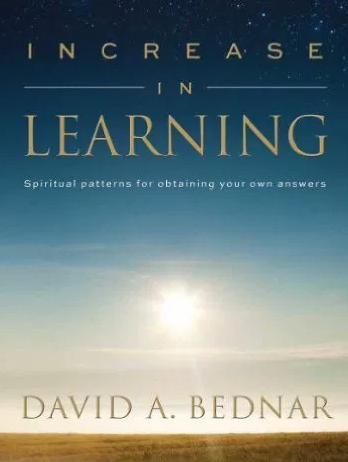 INCREASE
IN
LEARNING
Spiritual patterns for obtaining your own answers
DAVID A. BEDNAR